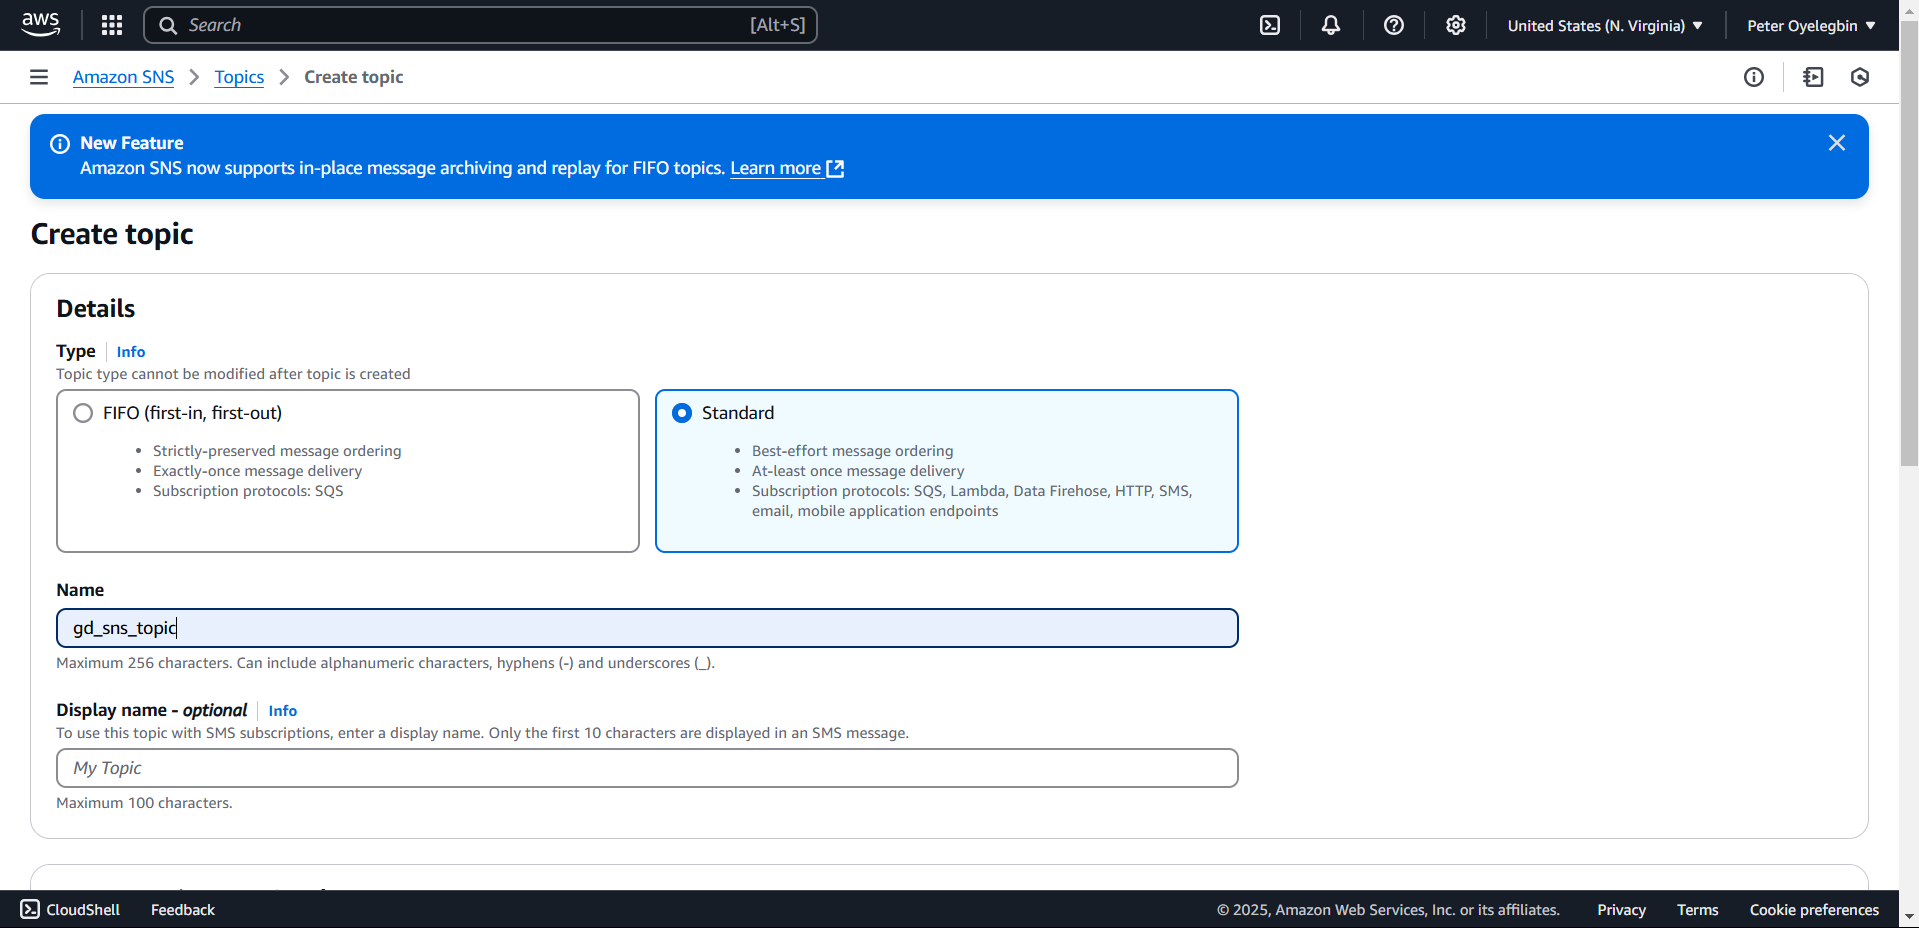 aws
Search [Alt+S] United States (N. Virginia) Peter Oyelegbin
Amazon SNS Topics Create topic
New Feature
Amazon SNS now supports in-place message archiving and replay for FIFO topics. Learn more
Create topic
Details
Type Info
Topic type cannot be modified after topic is created
FIFO (first-in, first-out)
• Strictly-preserved message ordering
• Exactly-once message delivery
• Subscription protocols: SQS
Standard
• Best-effort message ordering
• At-least once message delivery
• Subscription protocols: SQS, Lambda, Data Firehose, HTTP, SMS,
email, mobile application endpoints
Name
gd_sns_topic
Maximum 256 characters. Can include alphanumeric characters, hyphens (-) and underscores (_).
Display name - optional Info
To use this topic with SMS subscriptions, enter a display name. Only the first 10 characters are displayed in an SMS message.
My Topic
Maximum 100 characters.
CloudShell Feedback © 2025, Amazon Web Services, Inc. or its affiliates. Privacy Terms Cookie preferences